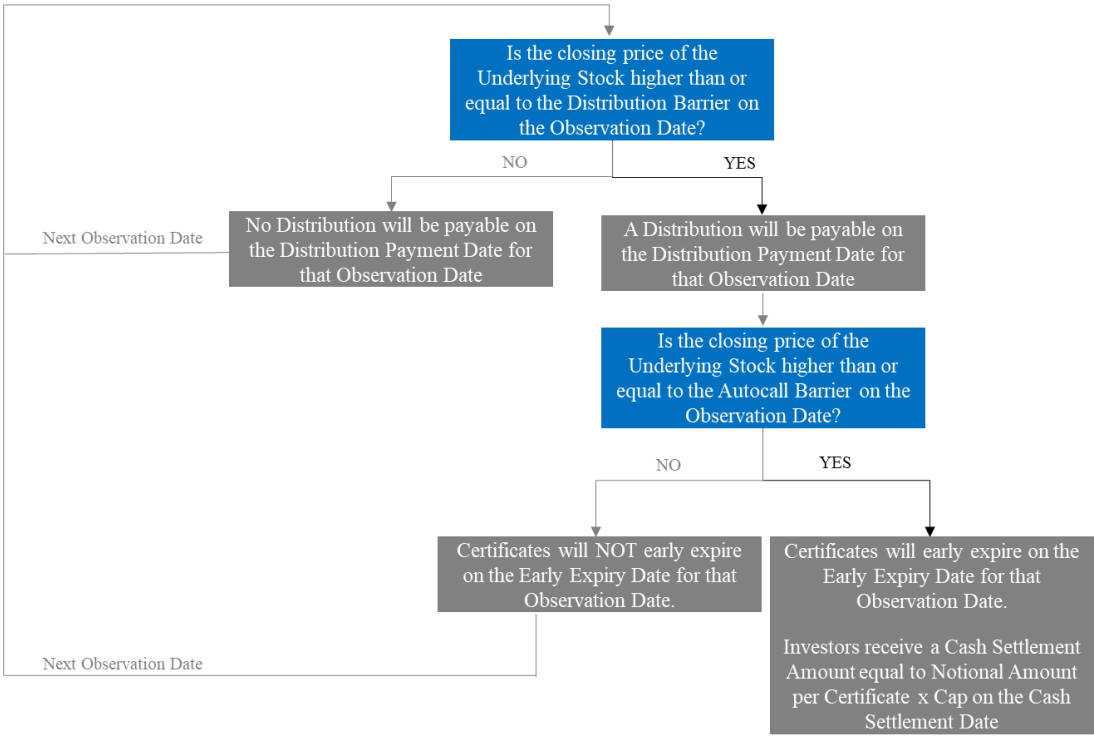 Is the closing price of the
Underlying Stock higher than or
equal to the Distribution Barrier on
the Observation Date?
NO
YES
Next Observation Date
No Distribution will be payable on
the Distribution Payment Date for
that Observation Date
A Distribution will be payable on
the Distribution Payment Date for
that Observation Date
Is the closing price of the
Underlying Stock higher than or
equal to the Autocall Barrier on the
Observation Date?
NO
YES
Certificates will NOT early expire
on the Early Expiry Date for that
Observation Date.
Certificates will early expire on the
Early Expiry Date for that
Observation Date.
Investors receive a Cash Settlement
Amount equal to Notional Amount
per Certificate x Cap on the Cash
Settlement Date
Next Observation Date